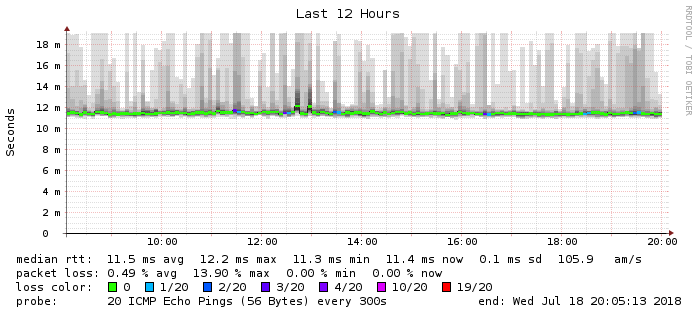 Last 12 Hours
RRDTOOL / TOBI OETIKER
Seconds
18 m
16 m
14 m
12 m
10 m
8 m
6 m
4 m
2 m
0
10:00 12:00 14:00 16:00 18:00 20:00
median rtt: 11.5 ms avg 12.2 ms max 11.3 ms min 11.4 ms now 0.1 ms sd 105.9 am/s
packet loss: 0.49 % avg 13.90 % max 0.00 % min 0.00 % now
loss color: 0 1/20 2/20 3/20 4/20 10/20 19/20
probe: 20 ICMP Echo Pings (56 Bytes) every 300s end: Wed Jul 18 20:05:13 2018